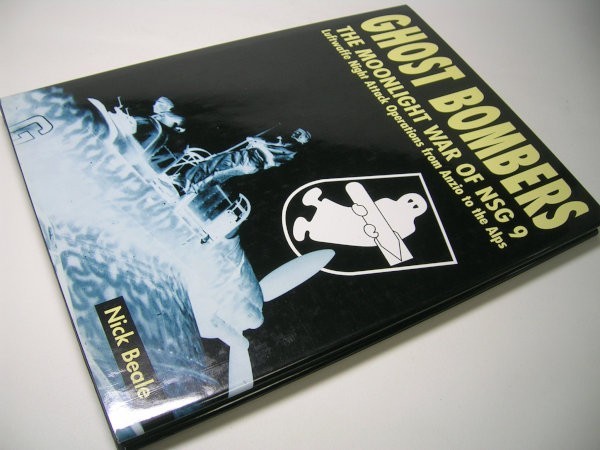 GHOST BOMBERS
THE MOONLIGHT WAR OF NSG 9
Luftwaffe Night Attack Operations from Anzio to the Alps
Nick Beale
G